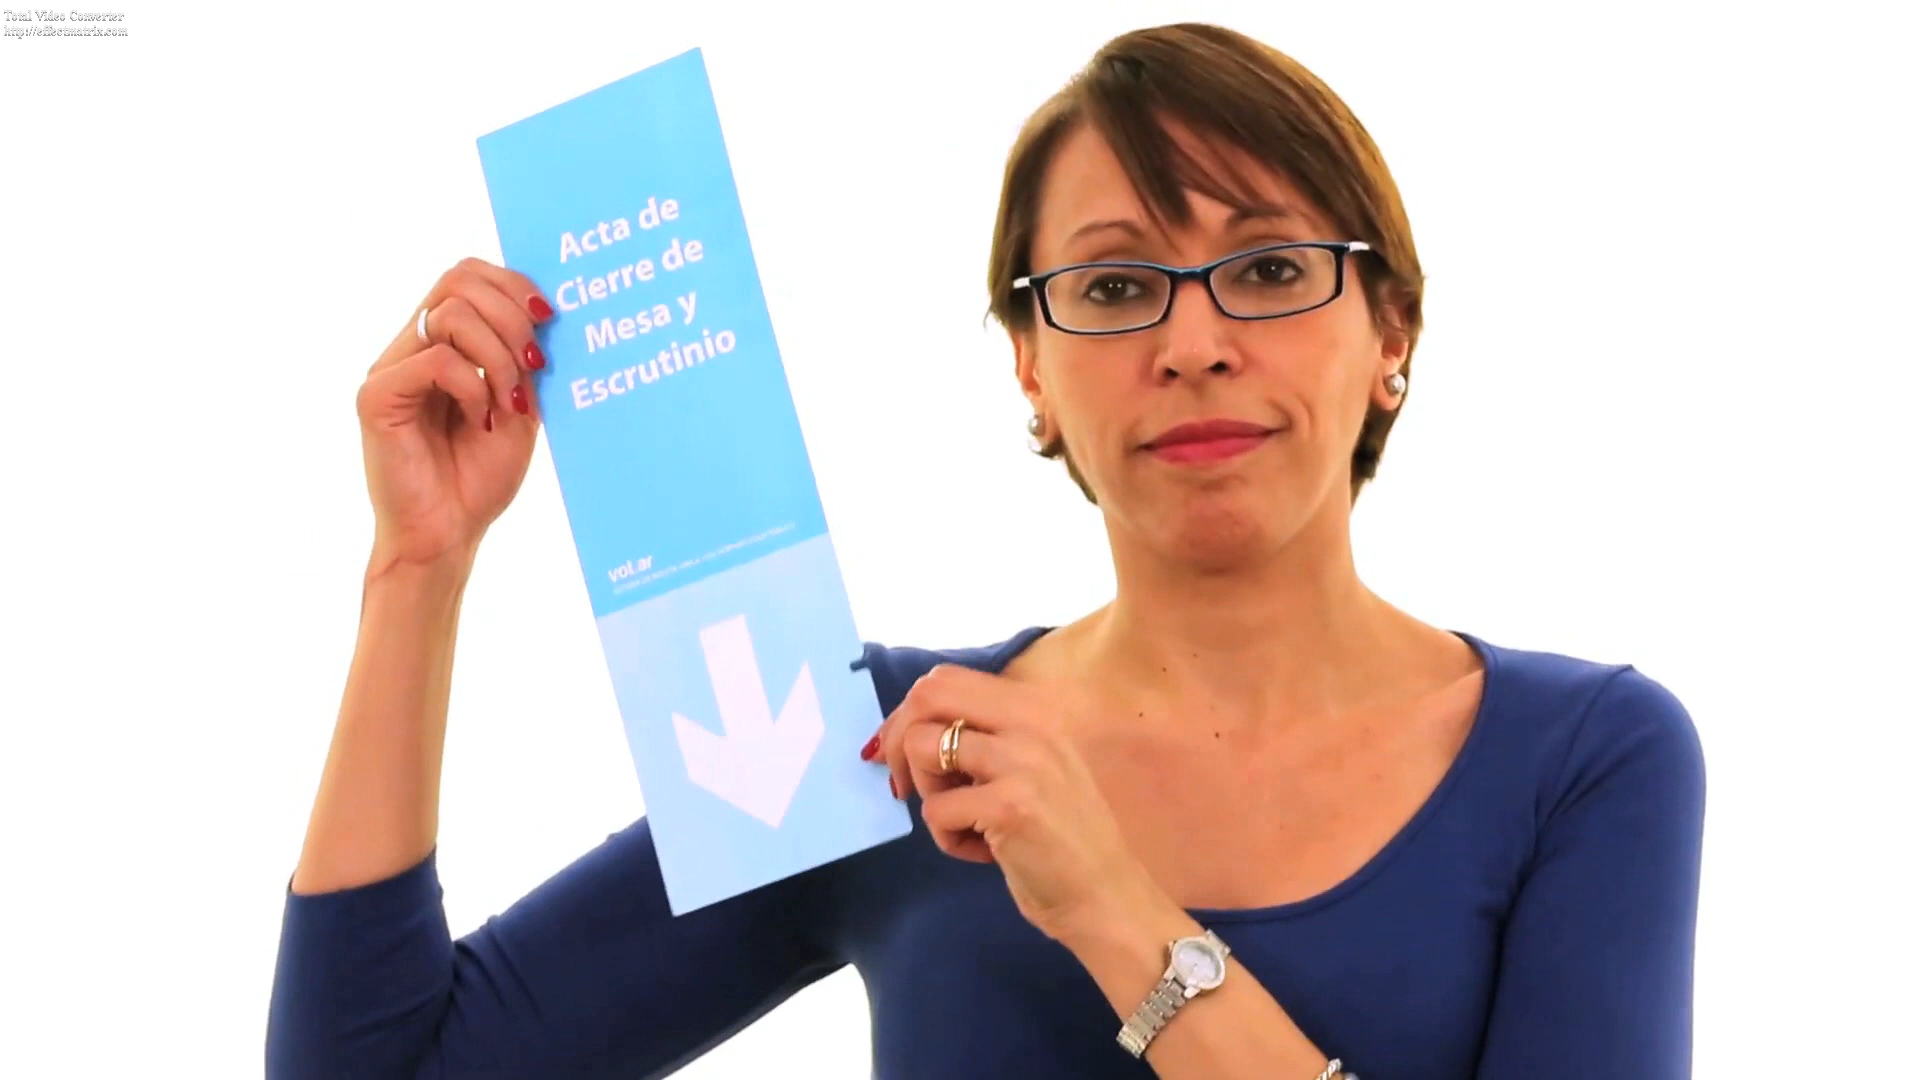 Total Video Converter
http://effectmatrix.com
Acta de
Cierre de
Mesa y
Escrutinio
vot.ar